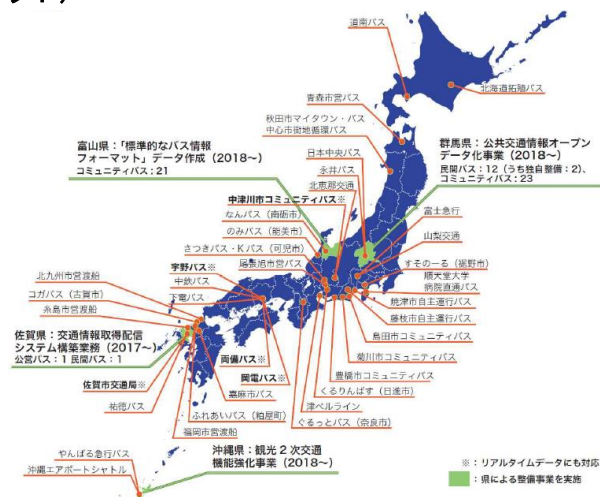 道南バス
北海道拓殖バス
青森市営バス
秋田市マイタウン・バス
中心市街地循環バス
富山県：「標準的なバス情報
フォーマット」データ作成（2018～）
コミュニティバス：21
群馬県：公共交通情報オープン
データ化事業（2018～）
民間バス：12（うち独自整備：2）、
コミュニティバス：23
日本中央バス
永井バス
北恵那交通
中津川市コミュニティバス※
なんバス（南砺市）
のみバス（能美市）
さつきバス・Kバス（可児市）
尾張旭市営バス
宇野バス※
中鉄バス
下電バス
富士急行
山梨交通
すそのーる（裾野市）
順天堂大学
病院直通バス
焼津市自主運行バス
藤枝市自主運行バス
島田市コミュニティバス
菊川市コミュニティバス
豊橋市コミュニティバス
くるりんばす（日進市）
津ベルライン
ぐるっとバス（奈良市）
北九州市営渡船
コガバス（古賀市）
糸島市営渡船
佐賀県：交通情報取得配信
システム構築業務（2017～）
公営バス：1 民間バス：1
佐賀市交通局※
祐徳バス
両備バス※
岡電バス※
嘉麻市バス
ふれあいバス（粕屋町）
福岡市営渡船
沖縄県：観光２次交通
機能強化事業（2018～）
やんばる急行バス
沖縄エアポートシャトル
※：リアルタイムデータにも対応
：県による整備事業を実施